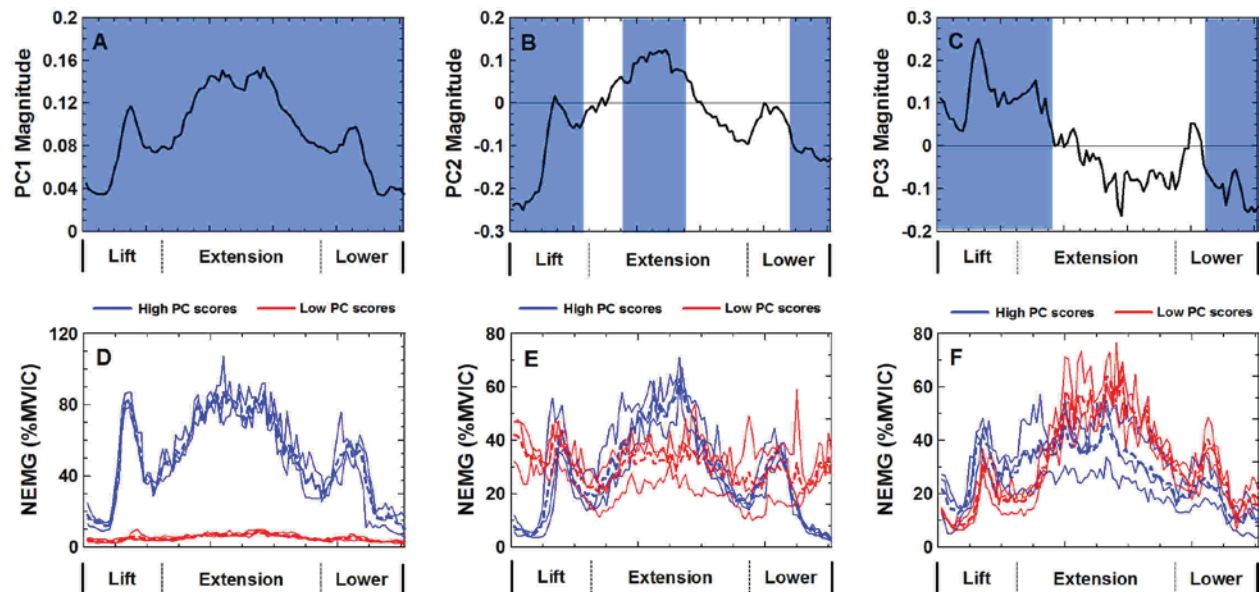 A
PC1 Magnitude
0.2
0.16
0.12
0.08
0.04
0
Lift Extension Lower
B
PC2 Magnitude
0.2
0.1
0
-0.1
-0.2
-0.3
Lift Extension Lower
C
PC3 Magnitude
0.3
0.2
0.1
0
-0.1
-0.2
Lift Extension Lower
High PC scores Low PC scores
D
NEMG (%MVIC)
120
80
40
0
Lift Extension Lower
High PC scores Low PC scores
E
NEMG (%MVIC)
80
60
40
20
0
Lift Extension Lower
High PC scores Low PC scores
F
NEMG (%MVIC)
80
60
40
20
0
Lift Extension Lower